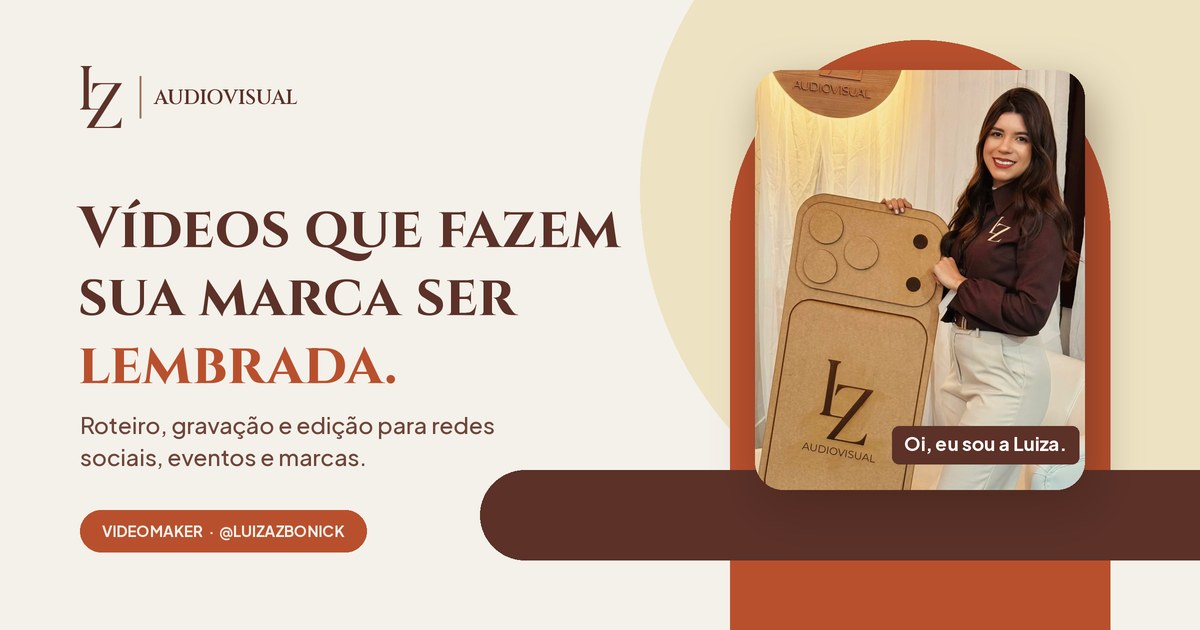 LZ | AUDIOVISUAL
VÍDEOS QUE FAZEM
SUA MARCA SER
LEMBRADA.
Roteiro, gravação e edição para redes
sociais, eventos e marcas.
VIDEOMAKER · @LUIZAZBONICK
AUDIOVISUAL
LZ
LZ
AUDIOVISUAL
Oi, eu sou a Luiza.